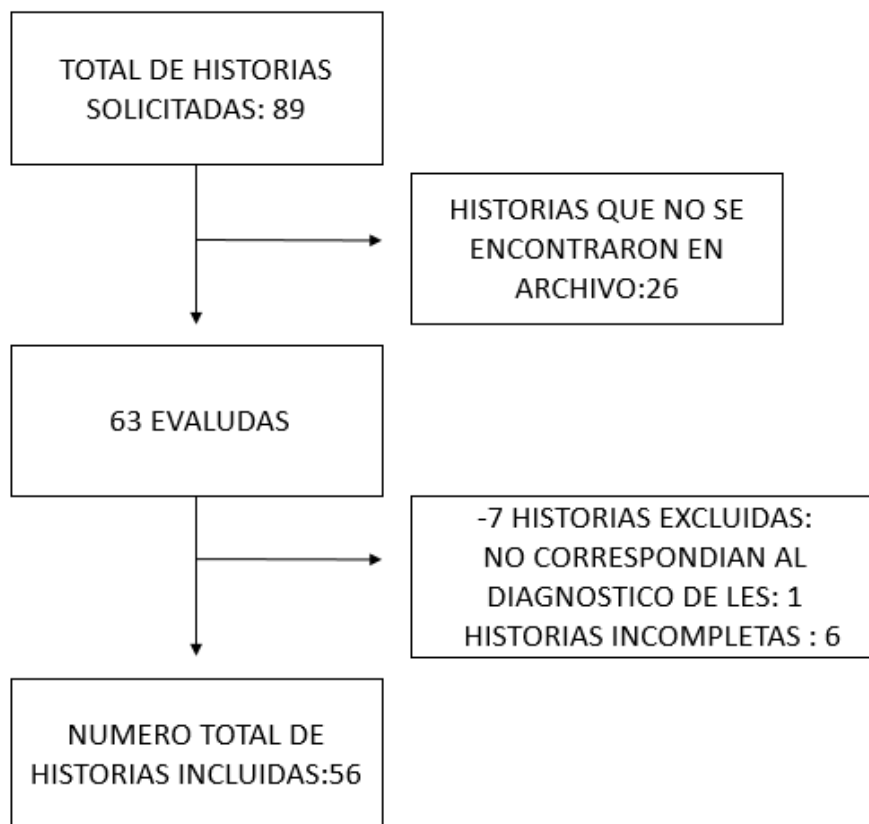 TOTAL DE HISTORIAS
SOLICITADAS: 89
HISTORIAS QUE NO SE
ENCONTRARON EN
ARCHIVO:26
63 EVALUDAS
-7 HISTORIAS EXCLUIDAS:
NO CORRESPONDIAN AL
DIAGNOSTICO DE LES: 1
HISTORIAS INCOMPLETAS : 6
NUMERO TOTAL DE
HISTORIAS INCLUIDAS:56